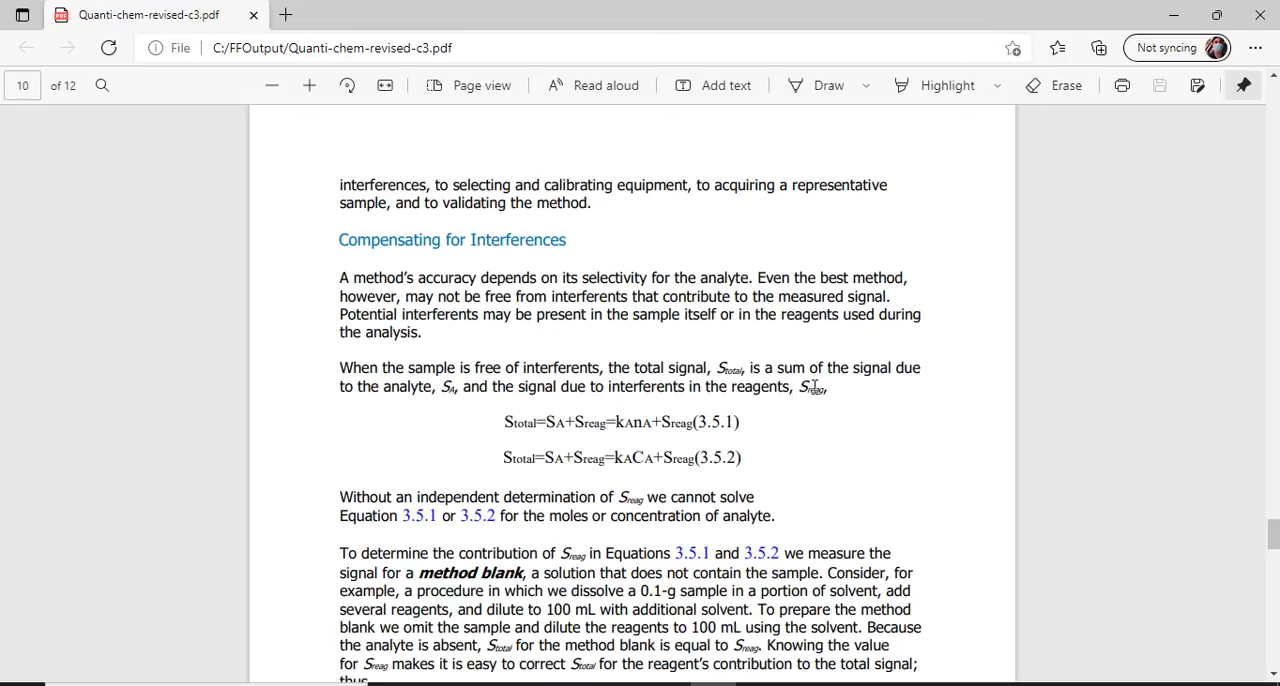 Quanti-chem-revised-c3.pdf
File C:/FFOutput/Quanti-chem-revised-c3.pdf Not syncing
10 of 12 Page view Read aloud Add text Draw Highlight Erase
interferences, to selecting and calibrating equipment, to acquiring a representative
sample, and to validating the method.
Compensating for Interferences
A method’s accuracy depends on its selectivity for the analyte. Even the best method,
however, may not be free from interferents that contribute to the measured signal.
Potential interferents may be present in the sample itself or in the reagents used during
the analysis.
When the sample is free of interferents, the total signal, Stotal, is a sum of the signal due
to the analyte, SA, and the signal due to interferents in the reagents, Sreag,
Stotal=SA+Sreag=kAnA+Sreag(3.5.1)
Stotal=SA+Sreag=kACA+Sreag(3.5.2)
Without an independent determination of Sreag we cannot solve
Equation 3.5.1 or 3.5.2 for the moles or concentration of analyte.
To determine the contribution of Sreag in Equations 3.5.1 and 3.5.2 we measure the
signal for a method blank, a solution that does not contain the sample. Consider, for
example, a procedure in which we dissolve a 0.1-g sample in a portion of solvent, add
several reagents, and dilute to 100 mL with additional solvent. To prepare the method
blank we omit the sample and dilute the reagents to 100 mL using the solvent. Because
the analyte is absent, Stotal for the method blank is equal to Sreag. Knowing the value
for Sreag makes it is easy to correct Stotal for the reagent’s contribution to the total signal;
thus